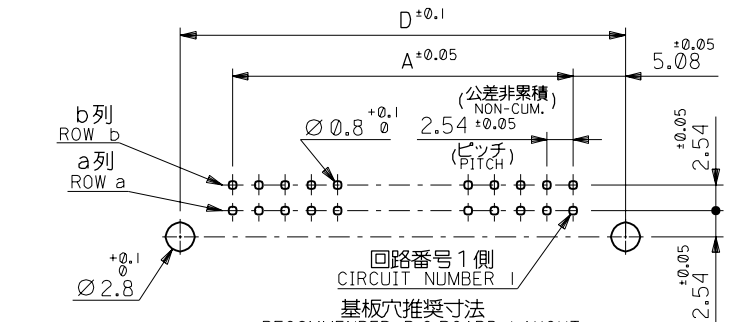 D±0.1
A±0.05
±0.05
5.08
(公差非累積)
NON-CUM.
2.54 ±0.05
(ピッチ)
PITCH
b列
ROW b
a列
ROW a
Ø0.8 +0.1 0
±0.05
2.54
+0.1
0
Ø2.8
回路番号1側
CIRCUIT NUMBER 1
±0.05
2.54
基板穴推奨寸法